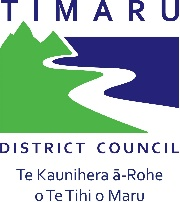 TIMARU
DISTRICT COUNCIL
Te Kaunihera ā-Rohe
o Te Tihi o Maru